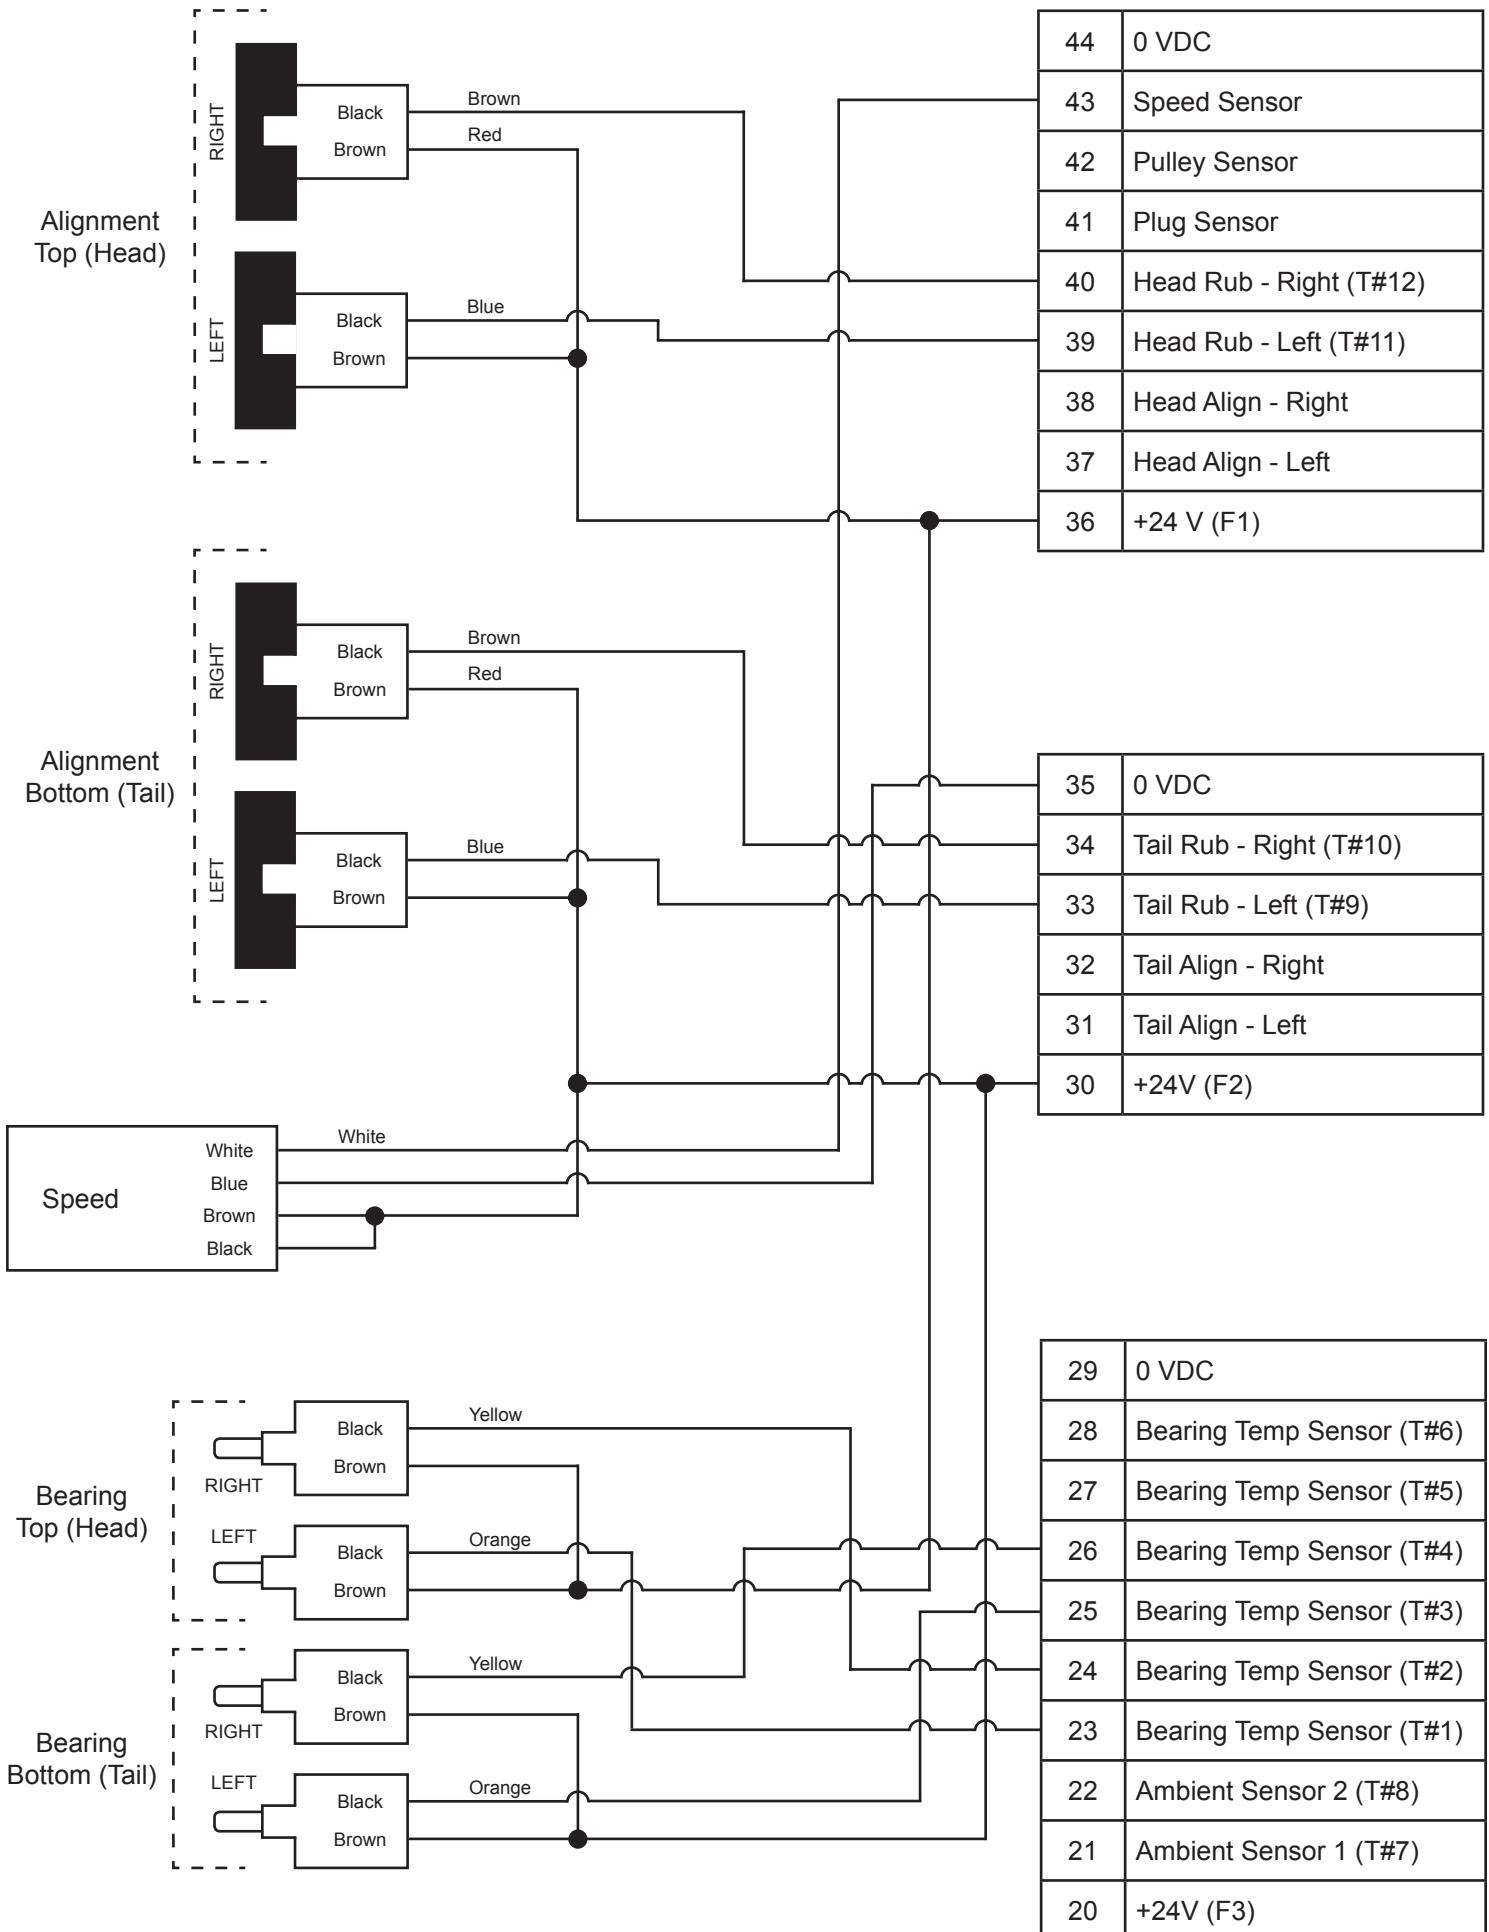 Alignment
Top (Head)
RIGHT
Black
Brown
Brown
Red
LEFT
Black
Brown
Blue
44 0 VDC
43 Speed Sensor
42 Pulley Sensor
41 Plug Sensor
40 Head Rub - Right (T#12)
39 Head Rub - Left (T#11)
38 Head Align - Right
37 Head Align - Left
36 +24 V (F1)
Alignment
Bottom (Tail)
RIGHT
Black
Brown
Brown
Red
LEFT
Black
Brown
Blue
35 0 VDC
34 Tail Rub - Right (T#10)
33 Tail Rub - Left (T#9)
32 Tail Align - Right
31 Tail Align - Left
30 +24V (F2)
Speed
White
Blue
Brown
Black
White
Bearing
Top (Head)
RIGHT
Black
Brown
Yellow
LEFT
Black
Brown
Orange
Bearing
Bottom (Tail)
RIGHT
Black
Brown
Yellow
LEFT
Black
Brown
Orange
29 0 VDC
28 Bearing Temp Sensor (T#6)
27 Bearing Temp Sensor (T#5)
26 Bearing Temp Sensor (T#4)
25 Bearing Temp Sensor (T#3)
24 Bearing Temp Sensor (T#2)
23 Bearing Temp Sensor (T#1)
22 Ambient Sensor 2 (T#8)
21 Ambient Sensor 1 (T#7)
20 +24V (F3)